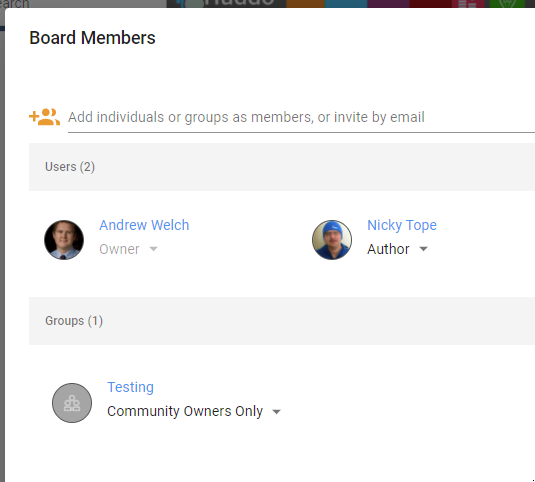 Board Members
Add individuals or groups as members, or invite by email
Users (2)
Andrew Welch
Owner
Nicky Tope
Author
Groups (1)
Testing
Community Owners Only